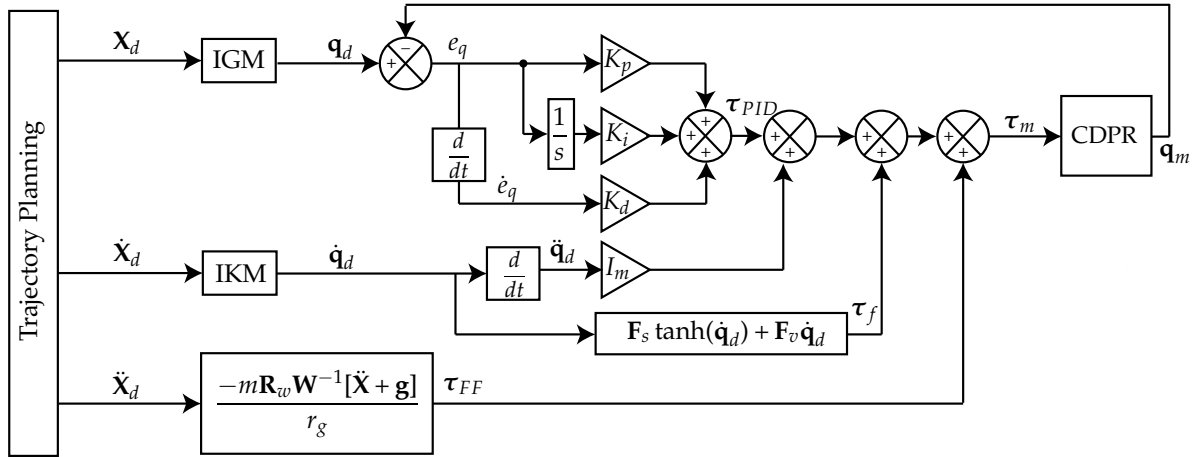 Trajectory Planning
X_d
IGM
q_d
−
+
e_q
K_p
1/s
K_i
d/dt
ė_q
K_d
+
+
+
τ_PID
+
+
+
+
+
+
τ_m
CDPR
q_m
Ẋ_d
IKM
q̇_d
d/dt
q̈_d
I_m
F_s tanh(q̇_d) + F_v q̇_d
τ_f
Ẍ_d
−mR_w W⁻¹[Ẍ + g]
r_g
τ_FF